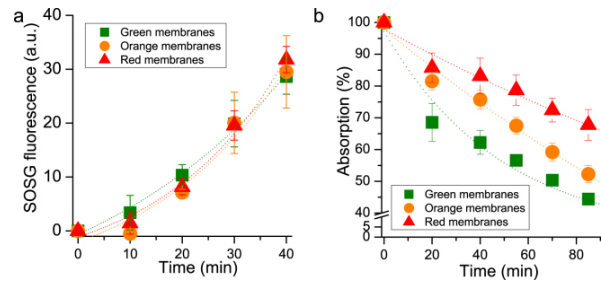 a
SOSG fluorescence (a.u.)
40
30
20
10
0
Green membranes
Orange membranes
Red membranes
0 10 20 30 40
Time (min)
b
Absorption (%)
100
90
80
70
60
50
40
5
0
Green membranes
Orange membranes
Red membranes
0 20 40 60 80
Time (min)